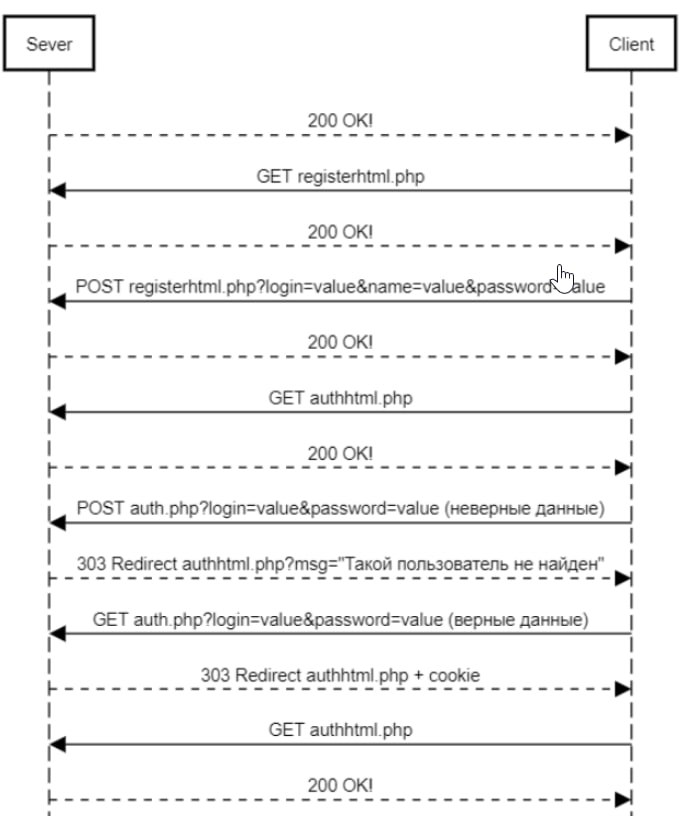 Sever
Client
200 OK!
GET registerhtml.php
200 OK!
POST registerhtml.php?login=value&name=value&password=value
200 OK!
GET authhtml.php
200 OK!
POST auth.php?login=value&password=value (неверные данные)
303 Redirect authhtml.php?msg="Такой пользователь не найден"
GET auth.php?login=value&password=value (верные данные)
303 Redirect authhtml.php + cookie
GET authhtml.php
200 OK!